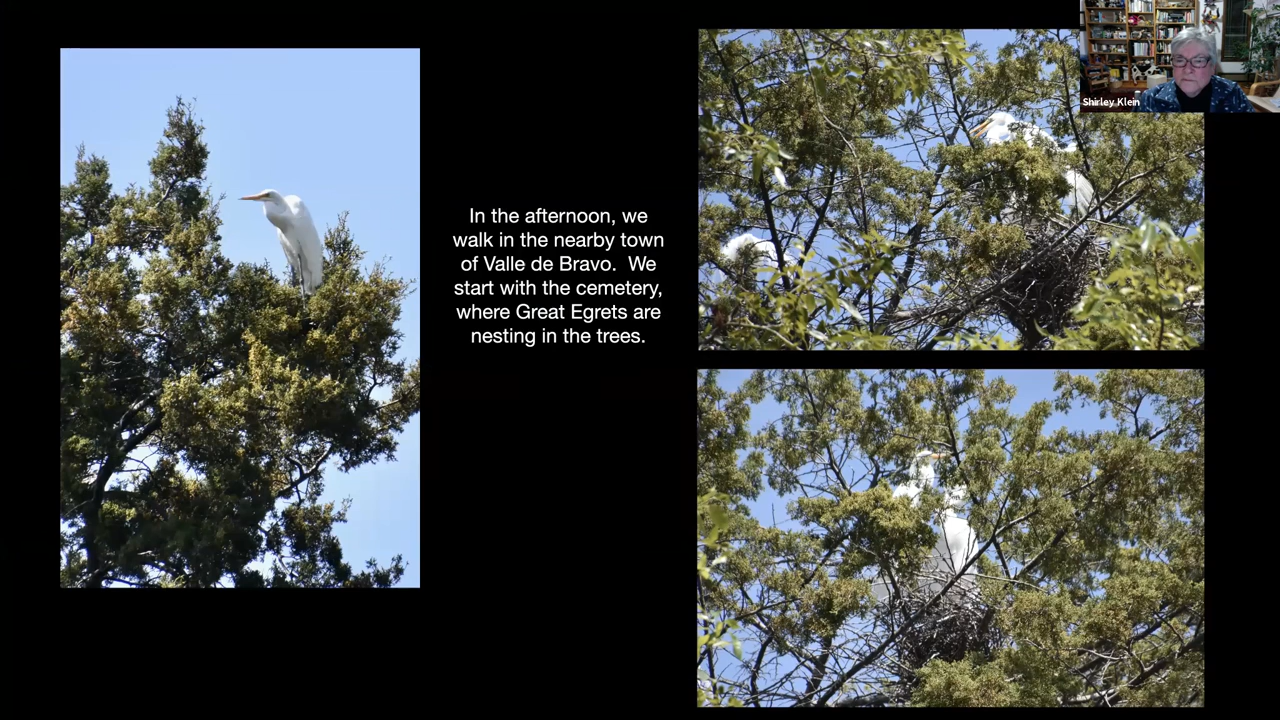 Shirley Klein
In the afternoon, we
walk in the nearby town
of Valle de Bravo.  We
start with the cemetery,
where Great Egrets are
nesting in the trees.